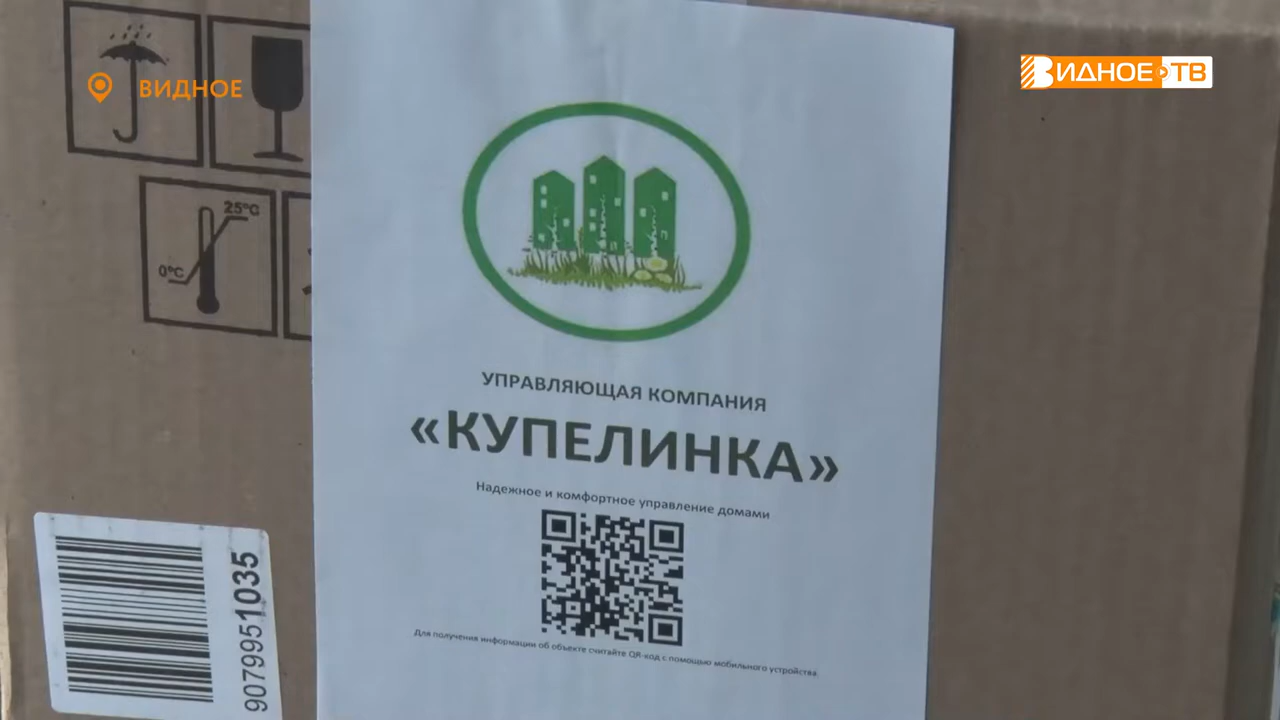 ВИДНОЕ
ВИДНОЕ ТВ
25°C
0°C
УПРАВЛЯЮЩАЯ КОМПАНИЯ
«КУПЕЛИНКА»
Надежное и комфортное управление домами
Для получения информации об объекте считайте QR-код с помощью мобильного устройства.
9079951035